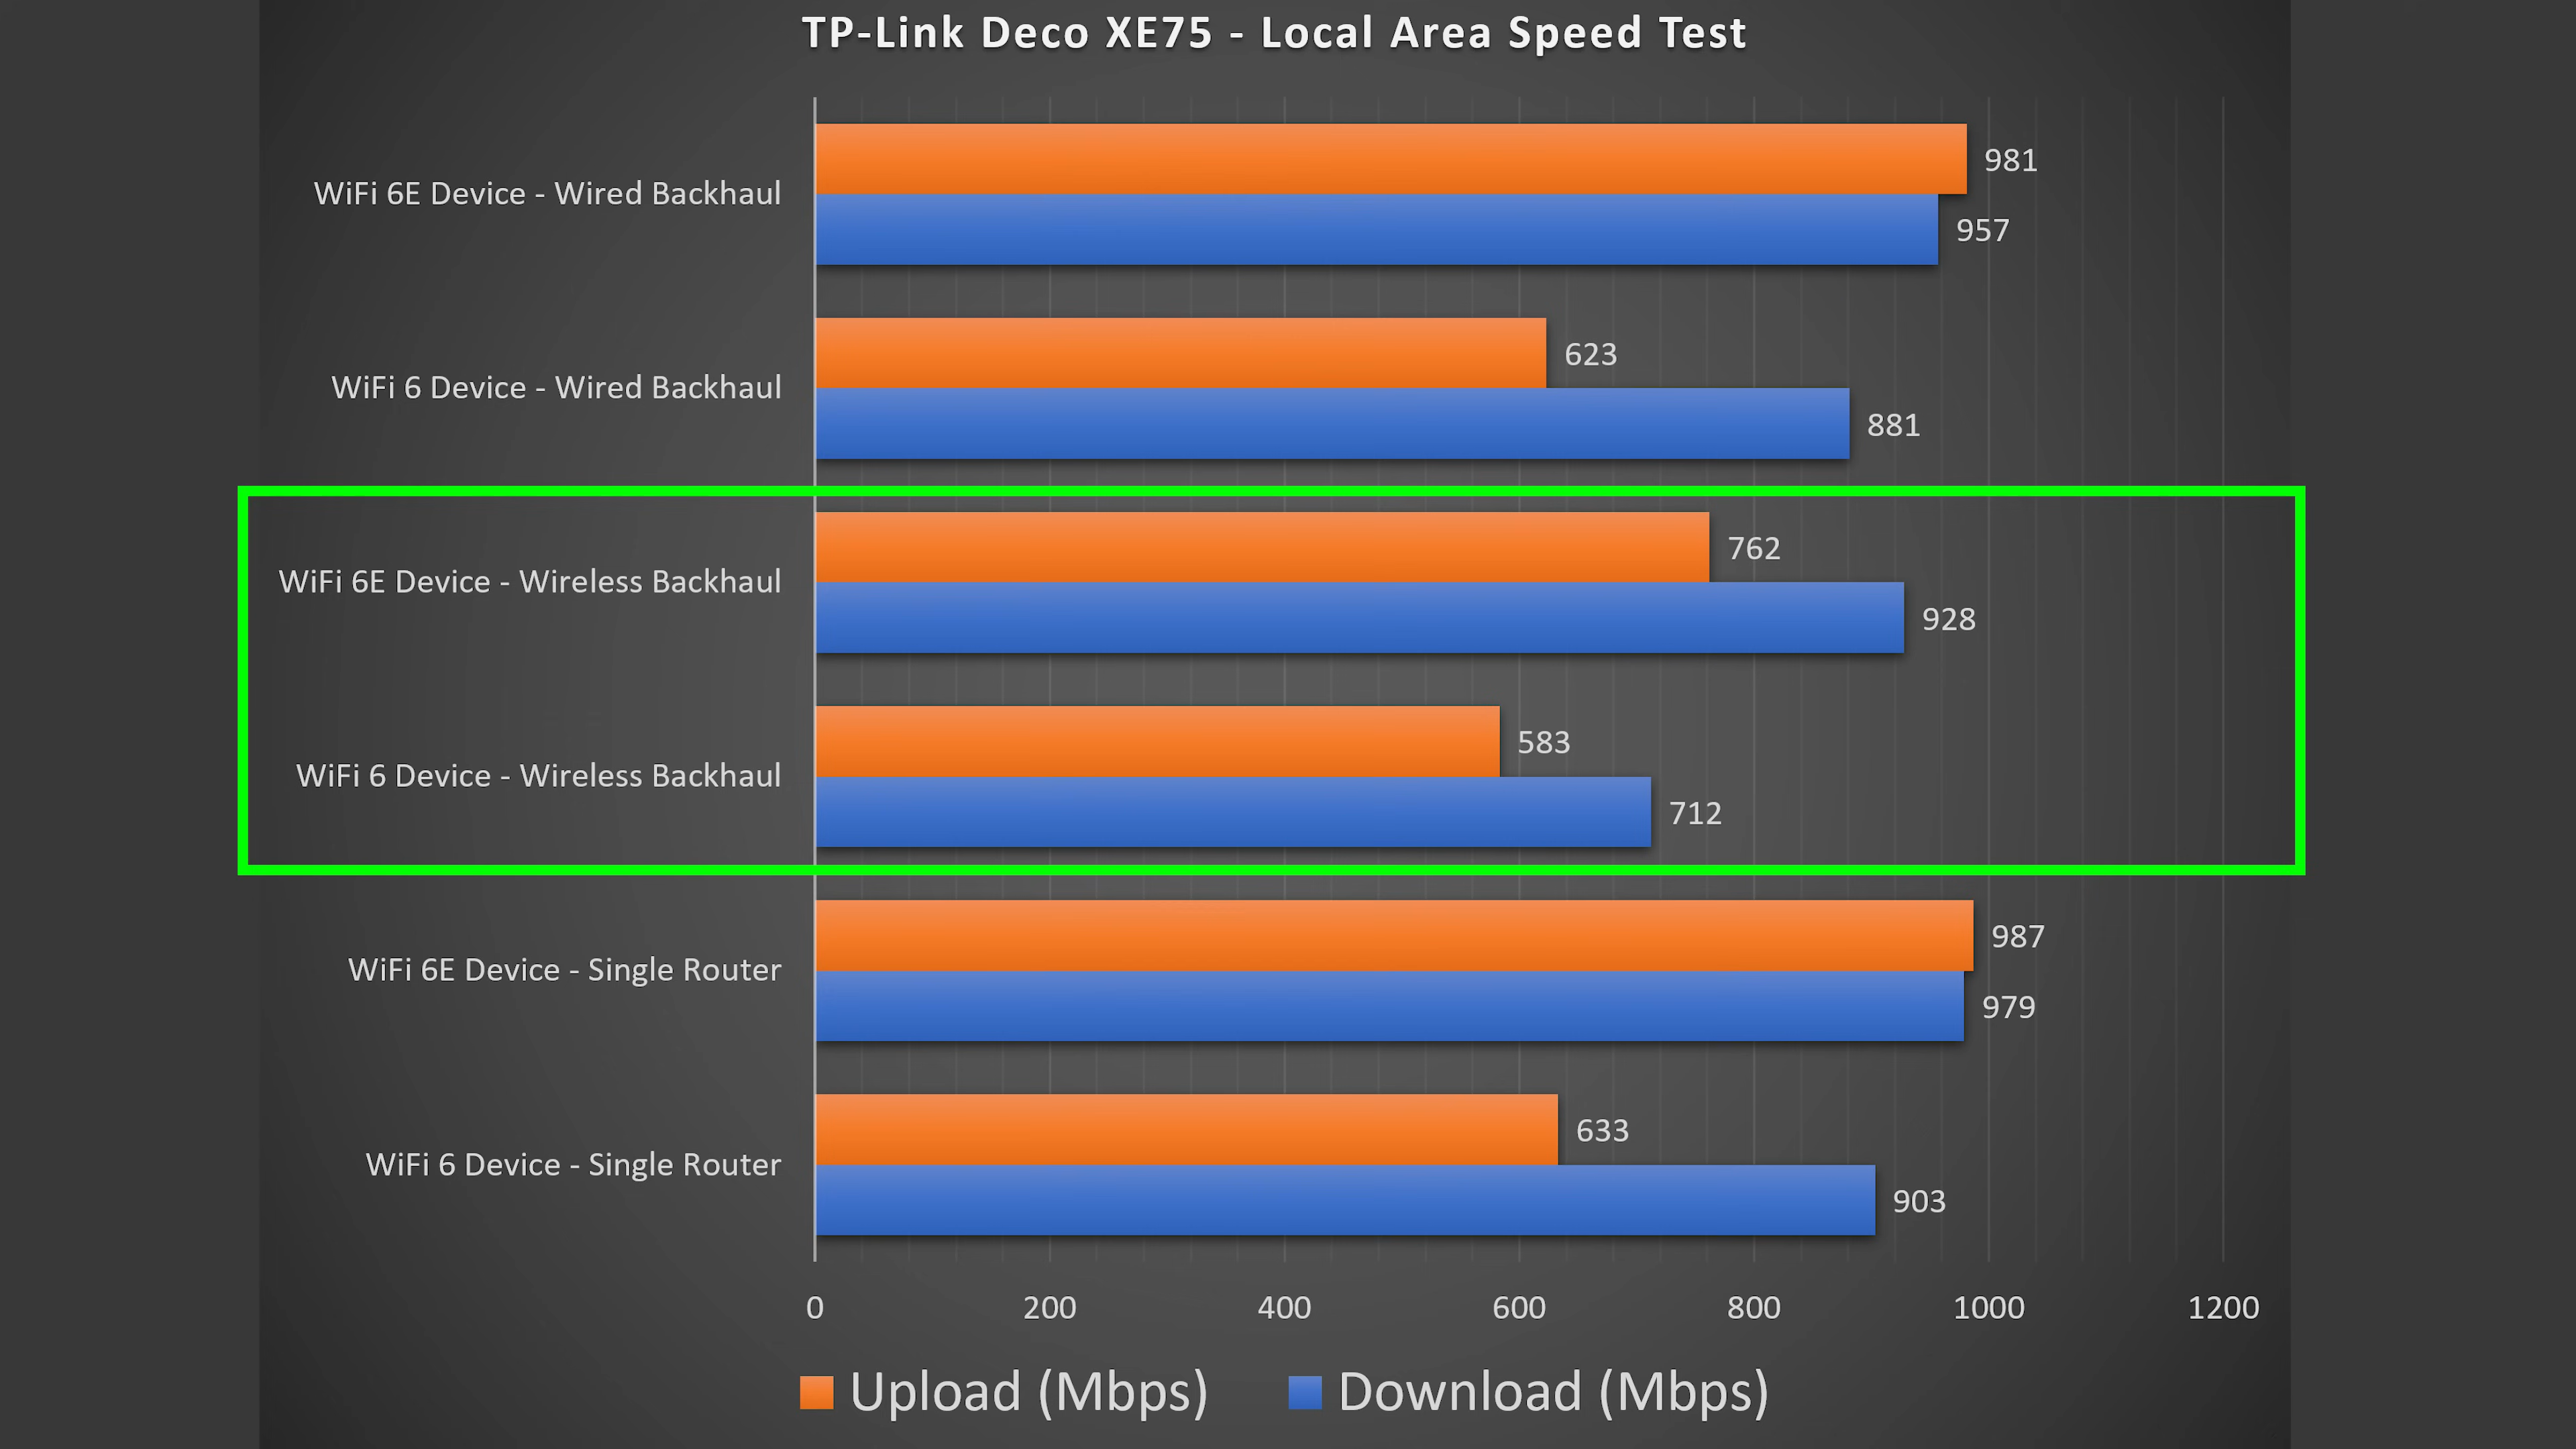 TP-Link Deco XE75 - Local Area Speed Test
981
WiFi 6E Device - Wired Backhaul
957
623
WiFi 6 Device - Wired Backhaul
881
762
WiFi 6E Device - Wireless Backhaul
928
583
WiFi 6 Device - Wireless Backhaul
712
987
WiFi 6E Device - Single Router
979
633
WiFi 6 Device - Single Router
903
0 200 400 600 800 1000 1200
Upload (Mbps) Download (Mbps)